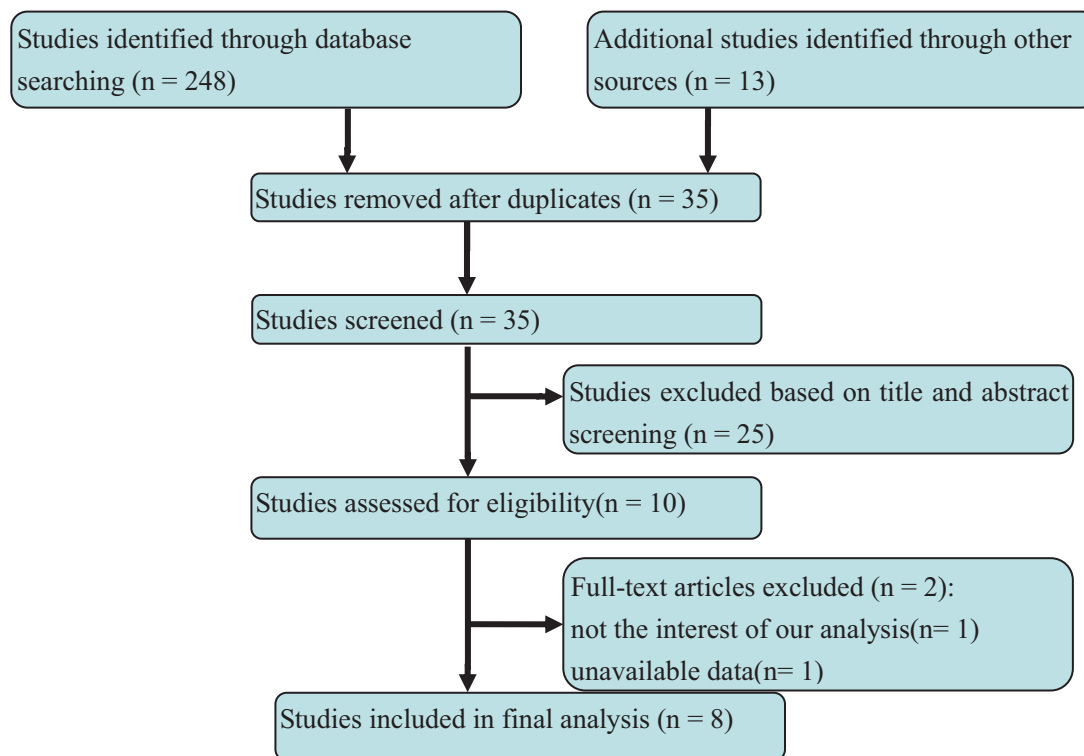 Studies identified through database
searching (n = 248)
Additional studies identified through other
sources (n = 13)
Studies removed after duplicates (n = 35)
Studies screened (n = 35)
Studies excluded based on title and abstract
screening (n = 25)
Studies assessed for eligibility(n = 10)
Full-text articles excluded (n = 2):
not the interest of our analysis(n= 1)
unavailable data(n= 1)
Studies included in final analysis (n = 8)